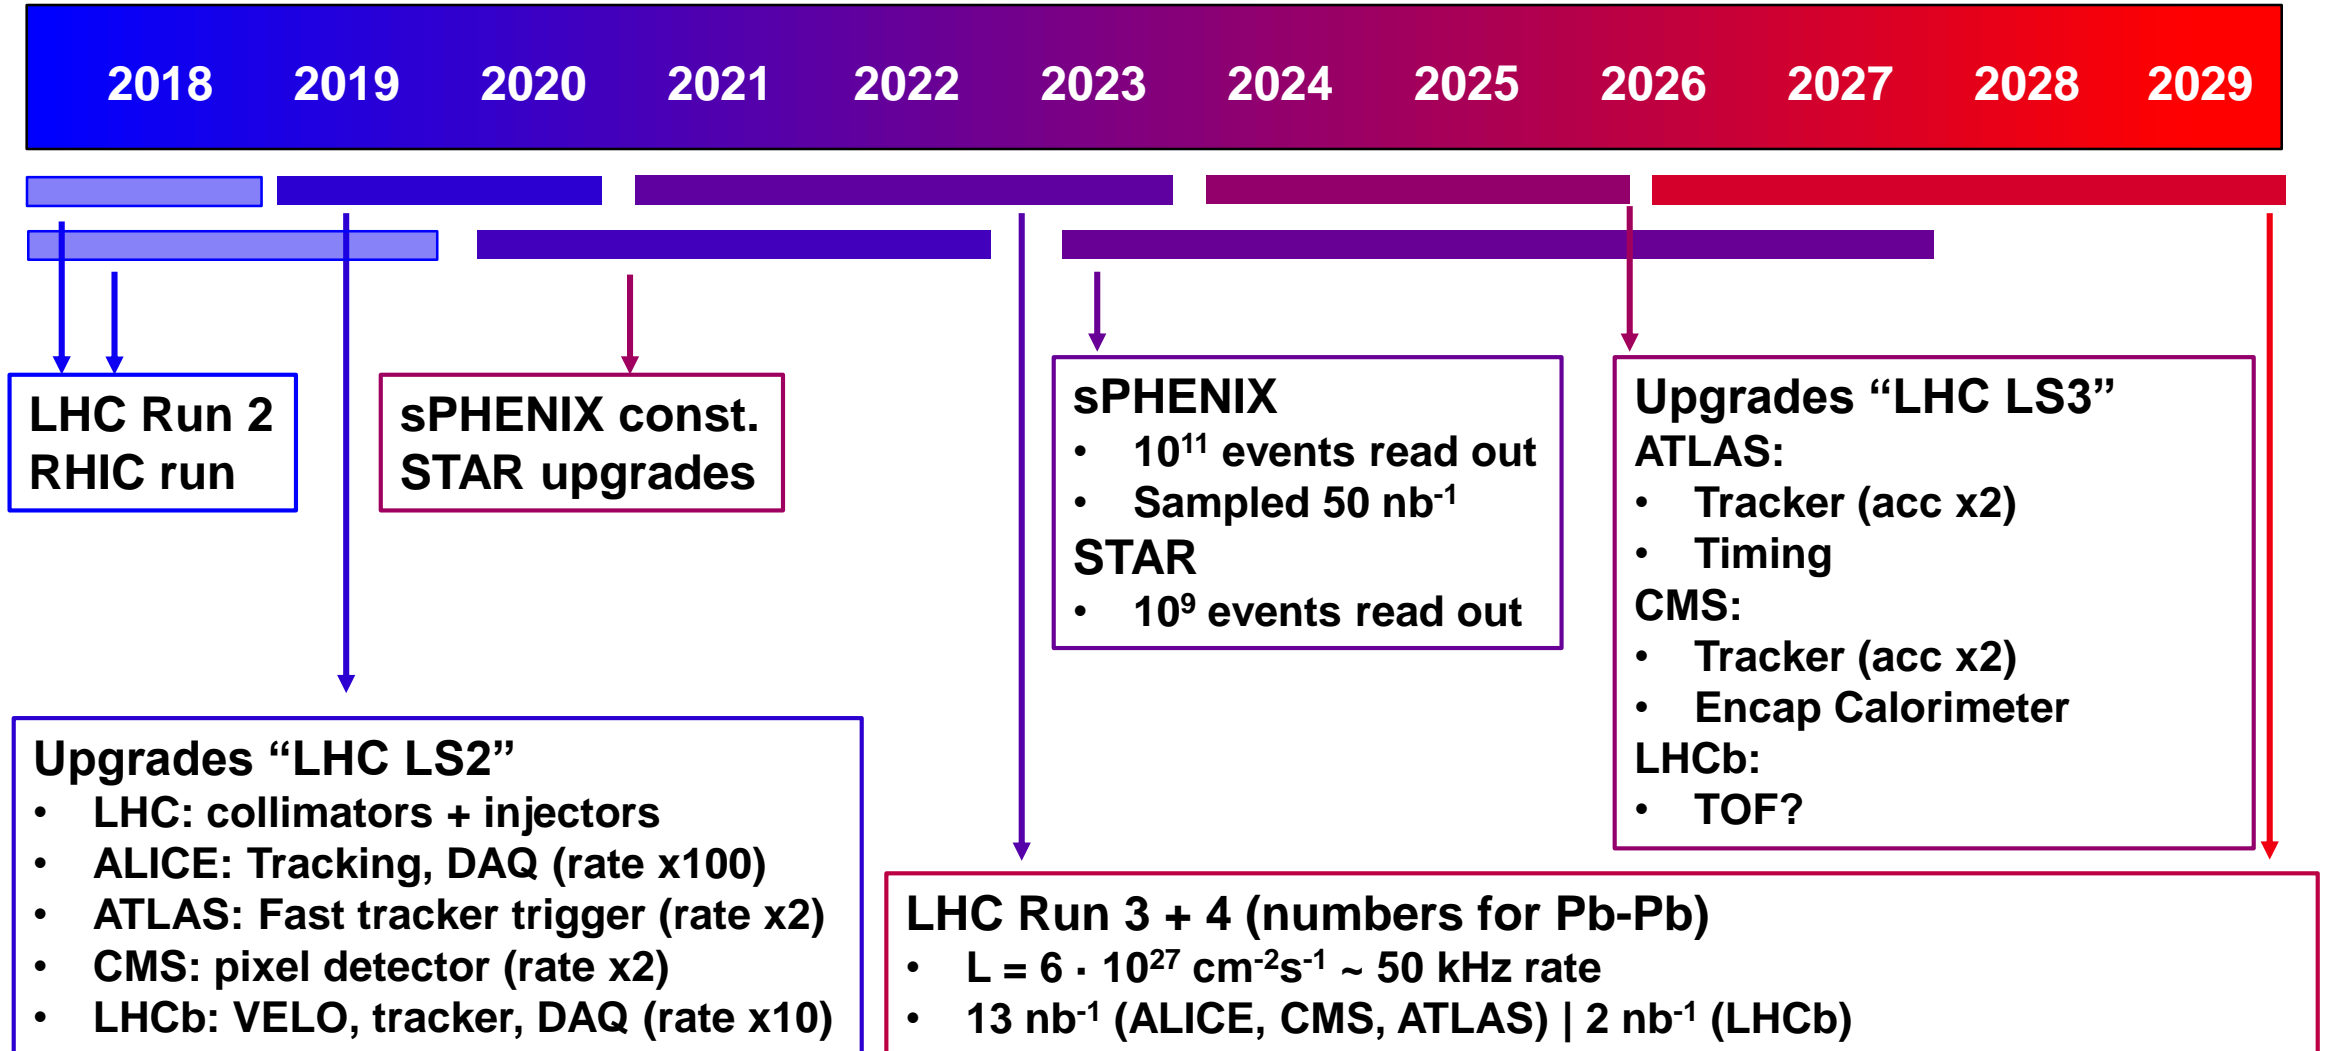 2018 2019 2020 2021 2022 2023 2024 2025 2026 2027 2028 2029
LHC Run 2
RHIC run
sPHENIX const.
STAR upgrades
sPHENIX
• 10¹¹ events read out
• Sampled 50 nb⁻¹
STAR
• 10⁹ events read out
Upgrades “LHC LS3”
ATLAS:
• Tracker (acc x2)
• Timing
CMS:
• Tracker (acc x2)
• Encap Calorimeter
LHCb:
• TOF?
Upgrades “LHC LS2”
• LHC: collimators + injectors
• ALICE: Tracking, DAQ (rate x100)
• ATLAS: Fast tracker trigger (rate x2)
• CMS: pixel detector (rate x2)
• LHCb: VELO, tracker, DAQ (rate x10)
LHC Run 3 + 4 (numbers for Pb-Pb)
• L = 6 · 10²⁷ cm⁻²s⁻¹ ~ 50 kHz rate
• 13 nb⁻¹ (ALICE, CMS, ATLAS) | 2 nb⁻¹ (LHCb)